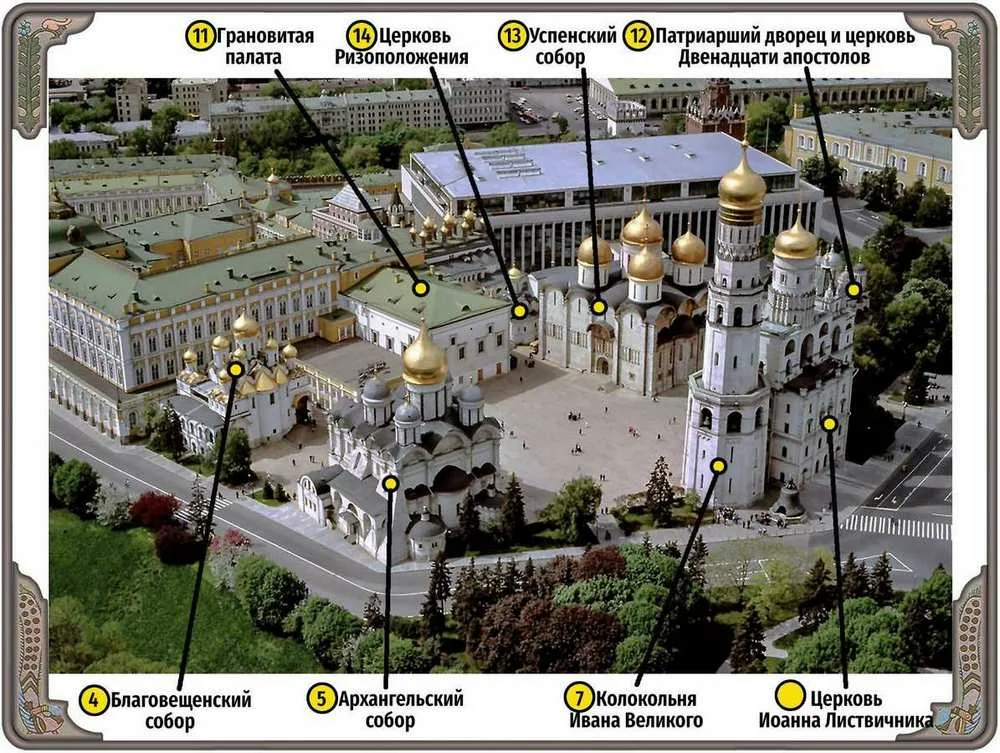 11 Грановитая
палата
14 Церковь
Ризоположения
13 Успенский
собор
12 Патриарший дворец и церковь
Двенадцати апостолов
4 Благовещенский
собор
5 Архангельский
собор
7 Колокольня
Ивана Великого
Церковь
Иоанна Листвичника